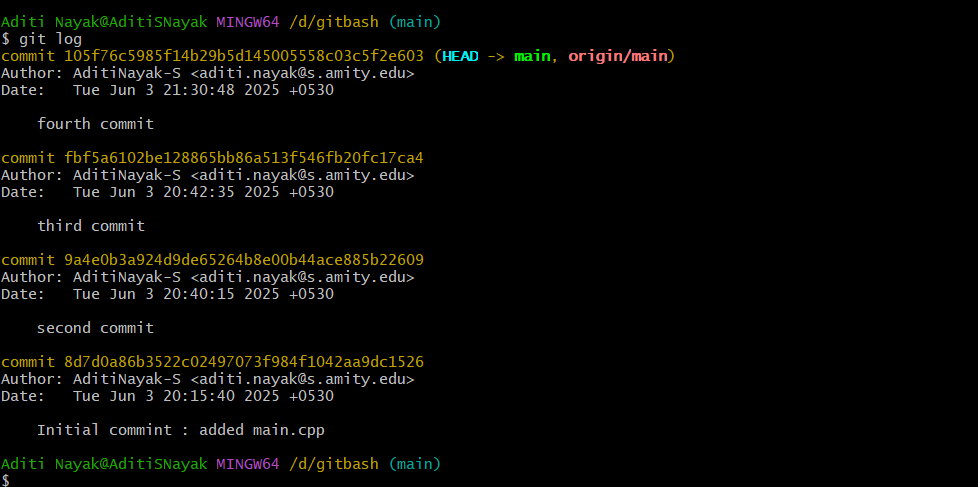 Aditi Nayak@AditiSNayak MINGW64 /d/gitbash (main)
$ git log
commit 105f76c5985f14b29b5d145005558c03c5f2e603 (HEAD -> main, origin/main)
Author: AditiNayak-S <aditi.nayak@s.amity.edu>
Date:   Tue Jun 3 21:30:48 2025 +0530
    fourth commit
commit fbf5a6102be128865bb86a513f546fb20fc17ca4
Author: AditiNayak-S <aditi.nayak@s.amity.edu>
Date:   Tue Jun 3 20:42:35 2025 +0530
    third commit
commit 9a4e0b3a924d9de65264b8e00b44ace885b22609
Author: AditiNayak-S <aditi.nayak@s.amity.edu>
Date:   Tue Jun 3 20:40:15 2025 +0530
    second commit
commit 8d7d0a86b3522c02497073f984f1042aa9dc1526
Author: AditiNayak-S <aditi.nayak@s.amity.edu>
Date:   Tue Jun 3 20:15:40 2025 +0530
    Initial commint : added main.cpp
Aditi Nayak@AditiSNayak MINGW64 /d/gitbash (main)
$